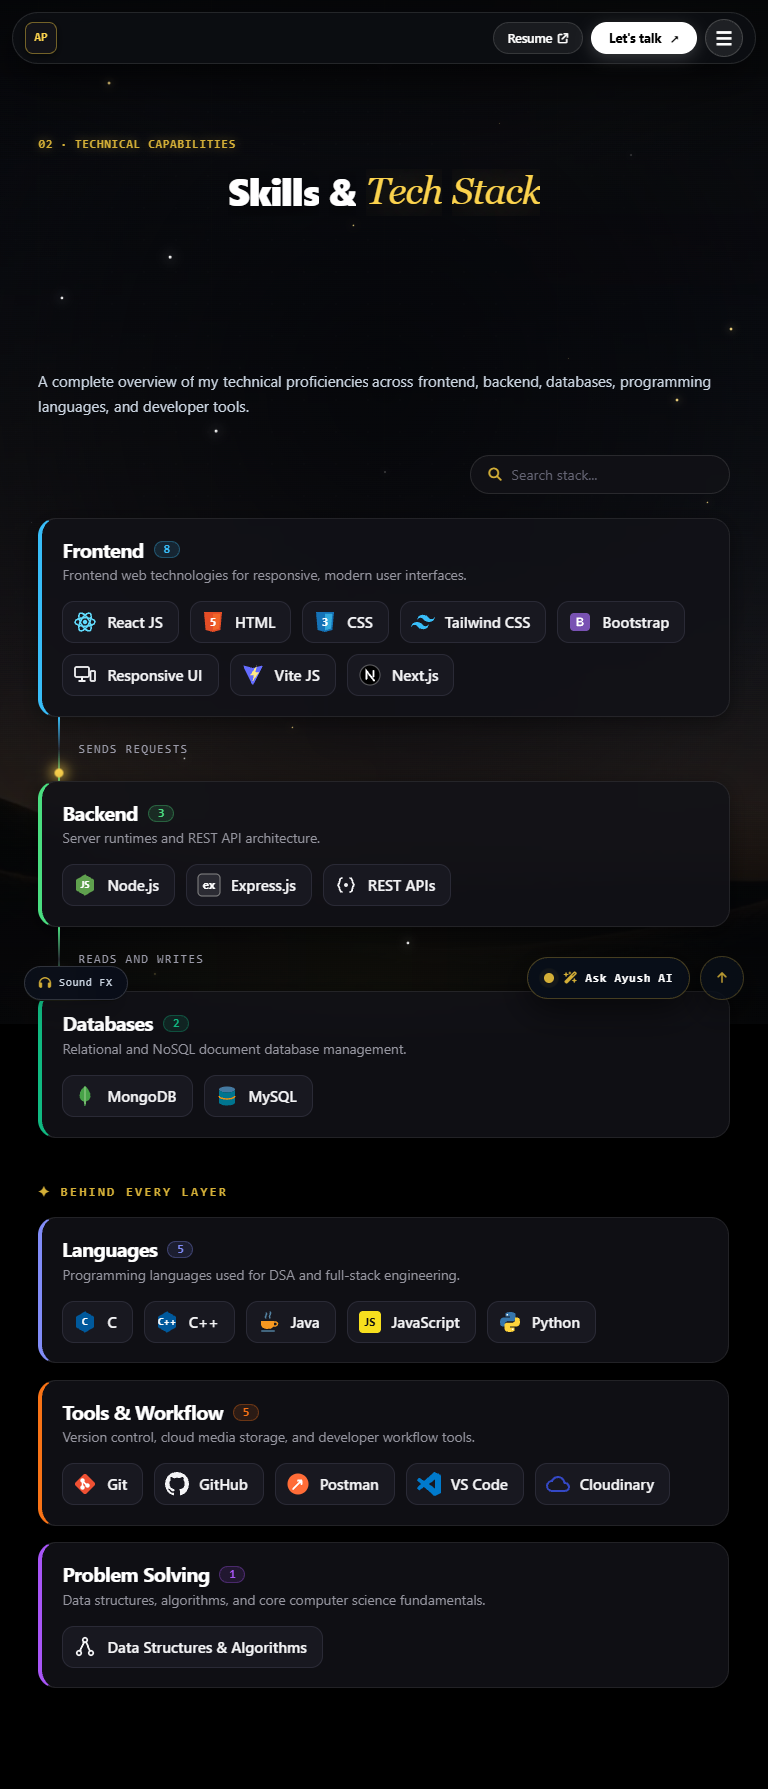 AP
Resume
Let's talk ↗
02 · TECHNICAL CAPABILITIES
Skills & Tech Stack
A complete overview of my technical proficiencies across frontend, backend, databases, programming
languages, and developer tools.
Search stack...
Frontend 8
Frontend web technologies for responsive, modern user interfaces.
React JS
5 HTML
3 CSS
Tailwind CSS
B Bootstrap
Responsive UI
Vite JS
N Next.js
SENDS REQUESTS
Backend 3
Server runtimes and REST API architecture.
JS Node.js
ex Express.js
REST APIs
READS AND WRITES
Sound FX
Ask Ayush AI
Databases 2
Relational and NoSQL document database management.
MongoDB
MySQL
✦ BEHIND EVERY LAYER
Languages 5
Programming languages used for DSA and full-stack engineering.
C C
C++ C++
Java
JS JavaScript
Python
Tools & Workflow 5
Version control, cloud media storage, and developer workflow tools.
Git
GitHub
Postman
VS Code
Cloudinary
Problem Solving 1
Data structures, algorithms, and core computer science fundamentals.
Data Structures & Algorithms